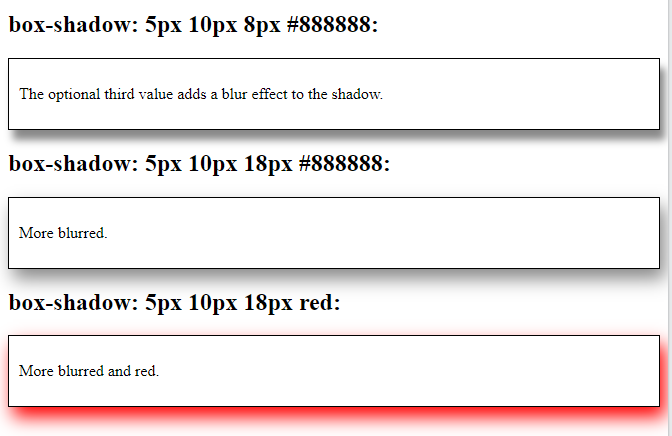 box-shadow: 5px 10px 8px #888888:
The optional third value adds a blur effect to the shadow.
box-shadow: 5px 10px 18px #888888:
More blurred.
box-shadow: 5px 10px 18px red:
More blurred and red.